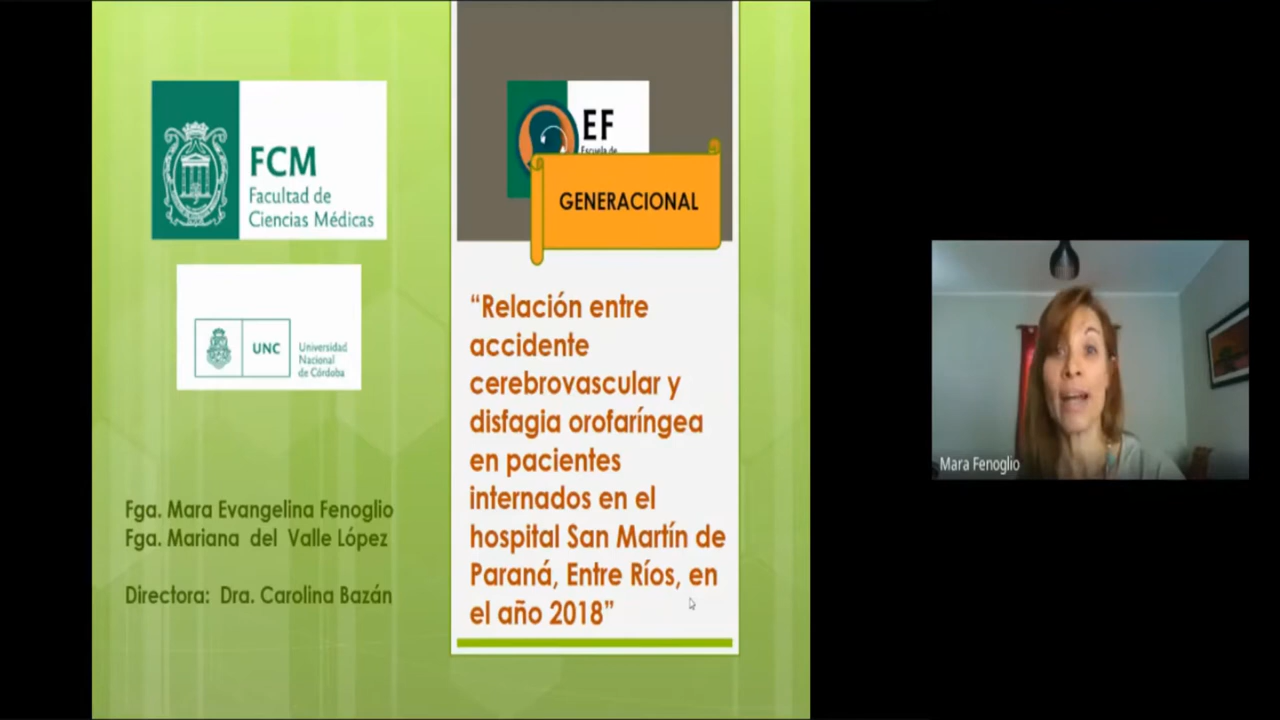 FCM
Facultad de
Ciencias Médicas
UNC
Universidad
Nacional
de Córdoba
Fga. Mara Evangelina Fenoglio
Fga. Mariana del Valle López
Directora: Dra. Carolina Bazán
EF
Escuela de
GENERACIONAL
“Relación entre
accidente
cerebrovascular y
disfagia orofaríngea
en pacientes
internados en el
hospital San Martín de
Paraná, Entre Ríos, en
el año 2018”
Mara Fenoglio